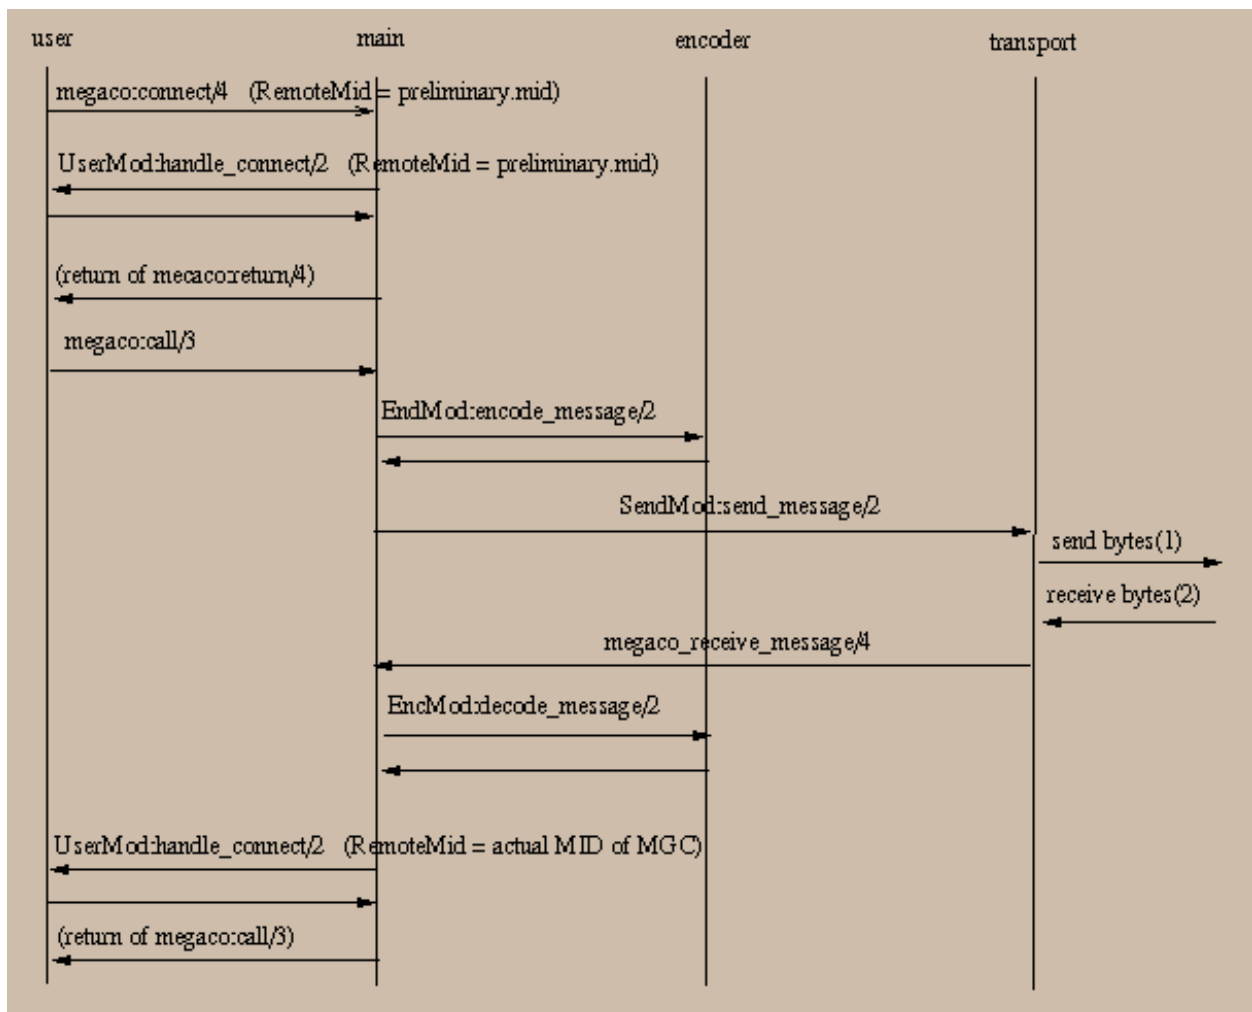 user main encoder transport
megaco:connect/4 (RemoteMid = preliminary.mid)
UserMod:handle_connect/2 (RemoteMid = preliminary.mid)
(return of mecaco:return/4)
megaco:call/3
EndMod:encode_message/2
SendMod:send_message/2
send bytes(1)
receive bytes(2)
megaco_receive_message/4
EncMod:decode_message/2
UserMod:handle_connect/2 (RemoteMid = actual MID of MGC)
(return of megaco:call/3)